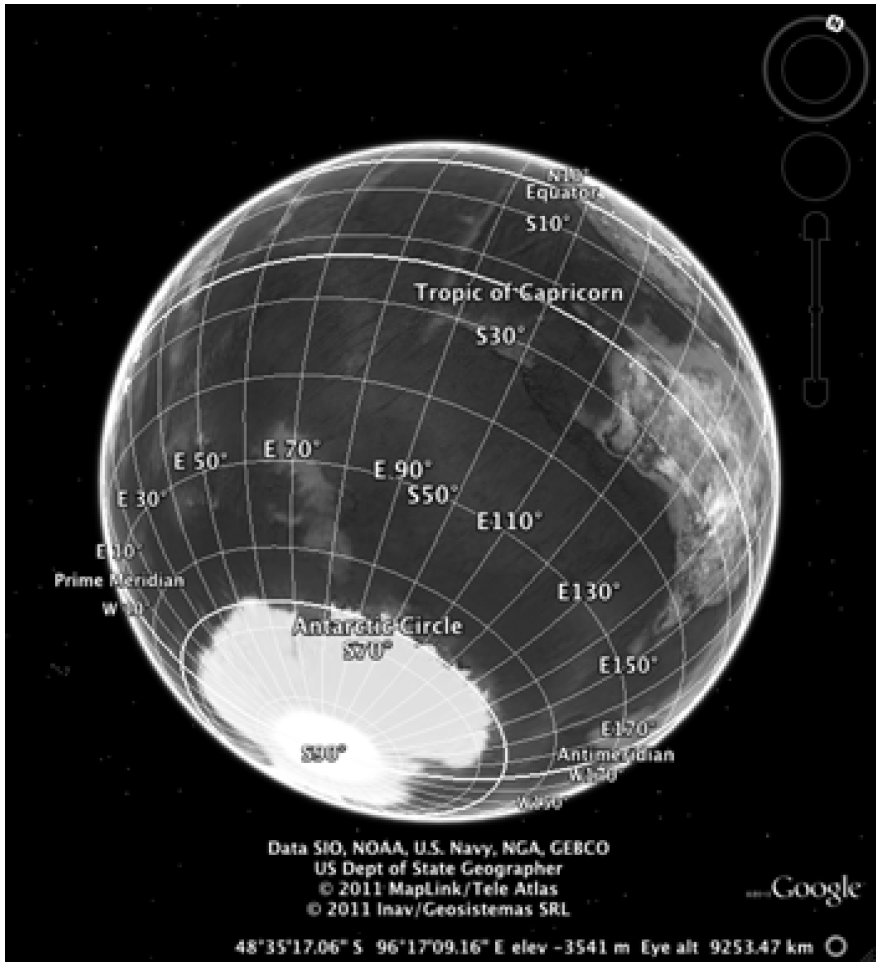 N
N10°
Equator
S10°
Tropic of Capricorn
S30°
E 70°
E 50°
E 90°
S50°
E 30°
E110°
E 10°
Prime Meridian
E130°
W 10°
Antarctic Circle
S70°
E150°
E170°
S90°
Antimeridian
W170°
W150°
Data SIO, NOAA, U.S. Navy, NGA, GEBCO
US Dept of State Geographer
© 2011 MapLink/Tele Atlas
© 2011 Inav/Geosistemas SRL
Google
48°35'17.06" S 96°17'09.16" E elev -3541 m Eye alt 9253.47 km